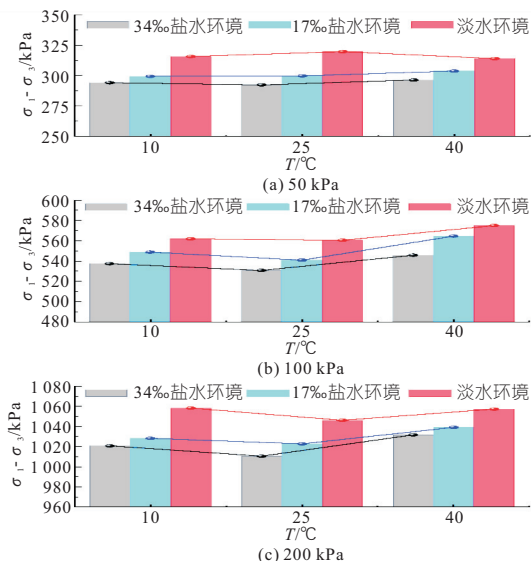 34‰盐水环境 17‰盐水环境 淡水环境
350
325
300
275
250
σ₁-σ₃/kPa
10 25 40
T/℃
(a) 50 kPa
34‰盐水环境 17‰盐水环境 淡水环境
600
580
560
540
520
500
480
σ₁-σ₃/kPa
10 25 40
T/℃
(b) 100 kPa
34‰盐水环境 17‰盐水环境 淡水环境
1 080
1 060
1 040
1 020
1 000
980
960
σ₁-σ₃/kPa
10 25 40
T/℃
(c) 200 kPa